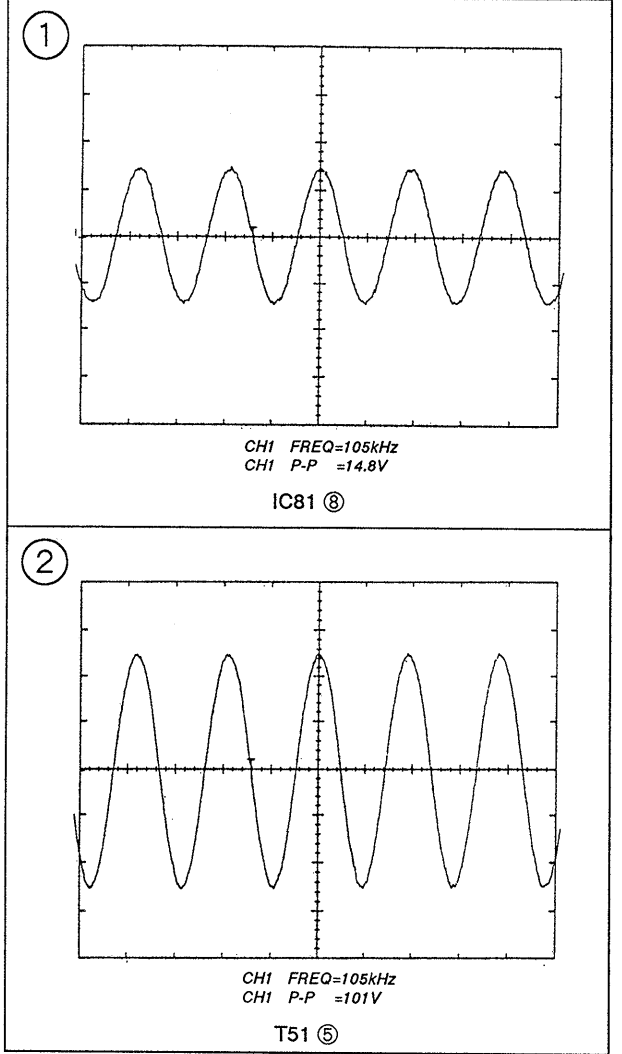 ①
CH1 FREQ=105kHz
CH1 P-P =14.8V
IC81 ⑧
②
CH1 FREQ=105kHz
CH1 P-P =101V
T51 ⑤